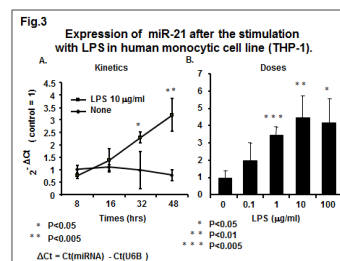 Fig.3
Expression of miR-21 after the stimulation
with LPS in human monocytic cell line (THP-1).
A.
Kinetics
2^-ΔCt ( control = 1)
4.5
4
3.5
3
2.5
2
1.5
1
0.5
0
LPS 10 µg/ml
None
*
**
8 16 32 48
Times (hrs)
* P<0.05
** P<0.005
ΔCt = Ct(miRNA) - Ct(U6B )
B.
Doses
7
6
5
4
3
2
1
0
***
**
*
0 0.1 1 10 100
LPS (µg/ml)
* P<0.05
** P<0.01
*** P<0.005